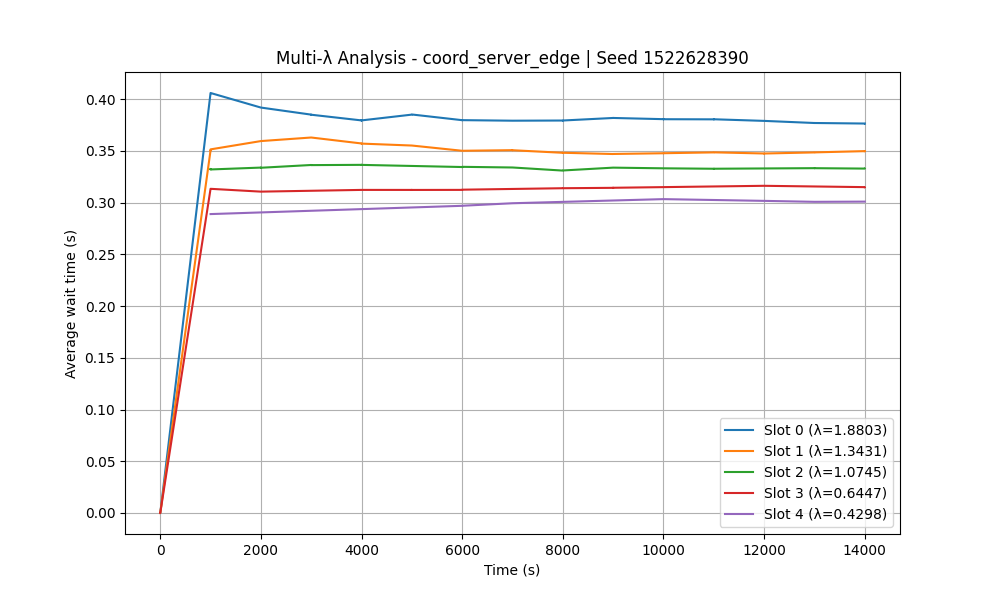 Multi-λ Analysis - coord_server_edge | Seed 1522628390
Average wait time (s)
0.40
0.35
0.30
0.25
0.20
0.15
0.10
0.05
0.00
Slot 0 (λ=1.8803)
Slot 1 (λ=1.3431)
Slot 2 (λ=1.0745)
Slot 3 (λ=0.6447)
Slot 4 (λ=0.4298)
0 2000 4000 6000 8000 10000 12000 14000
Time (s)